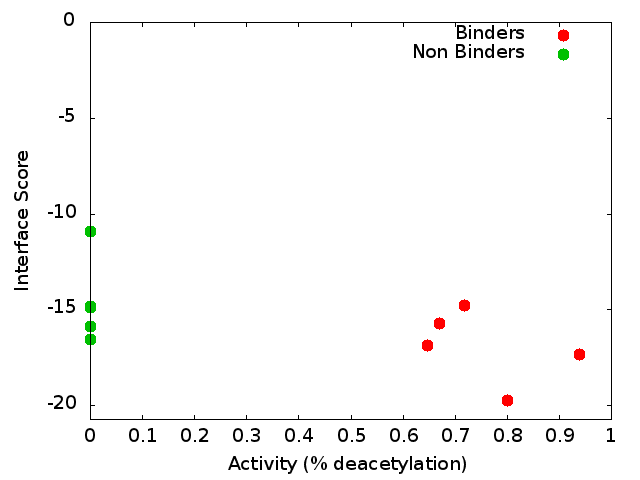 0
Binders
Non Binders
-5
-10
-15
-20
Interface Score
0 0.1 0.2 0.3 0.4 0.5 0.6 0.7 0.8 0.9 1
Activity (% deacetylation)